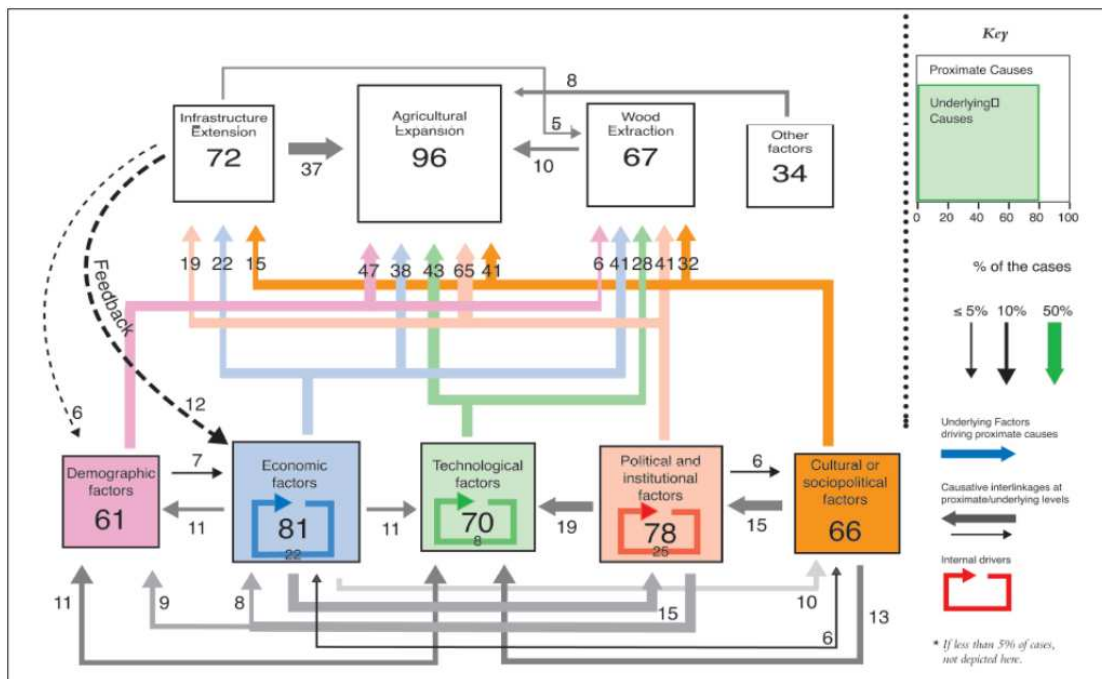 Key
Proximate Causes
Underlying
Causes
0 20 40 60 80 100
% of the cases
≤ 5% 10% 50%
Underlying Factors
driving proximate causes
Causative interlinkages at
proximate/underlying levels
Internal drivers
* If less than 5% of cases,
not depicted here.
8
Infrastructure
Extension
72
37
Agricultural
Expansion
96
5
10
Wood
Extraction
67
Other
factors
34
19 22 15 47 38 43 65 41 6 41 28 41 32
Feedback
6
12
Demographic
factors
61
7
11
Economic
factors
81
22
11
Technological
factors
70
8
19
Political and
institutional
factors
78
25
6
15
Cultural or
sociopolitical
factors
66
11 9 8 15 10 13
6